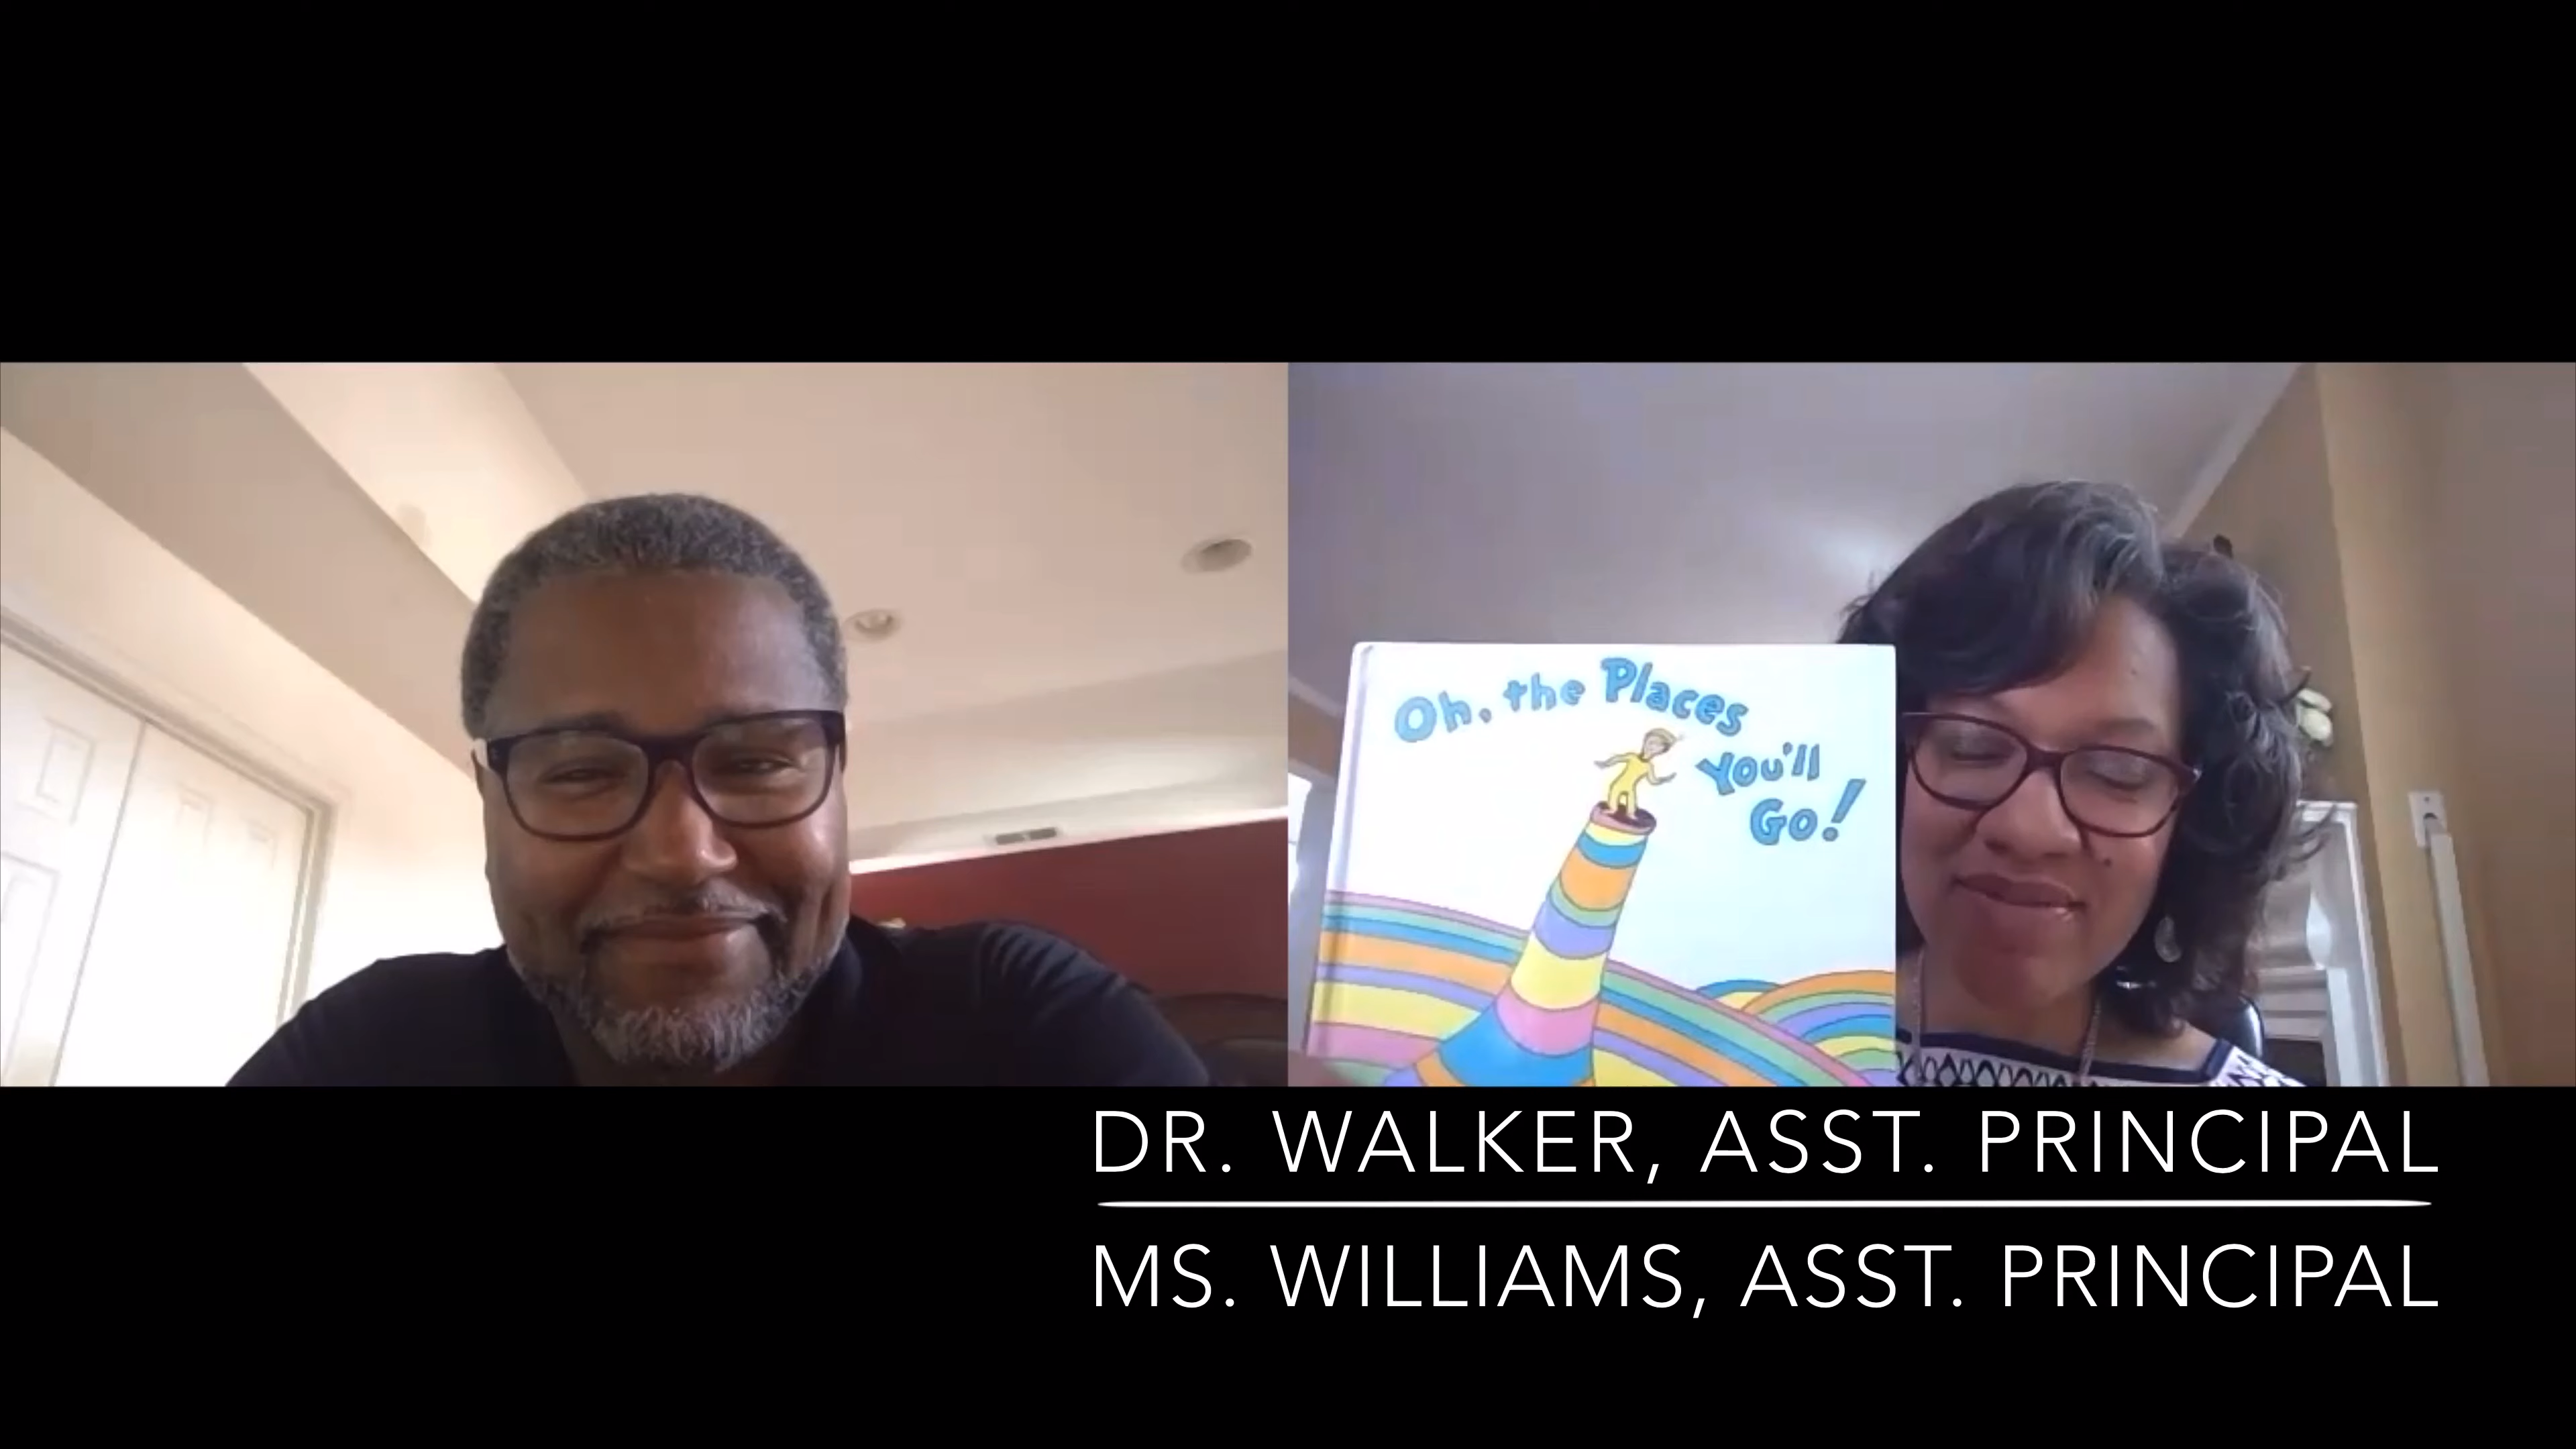 Oh, the Places
You'll
Go!
DR. WALKER, ASST. PRINCIPAL
MS. WILLIAMS, ASST. PRINCIPAL